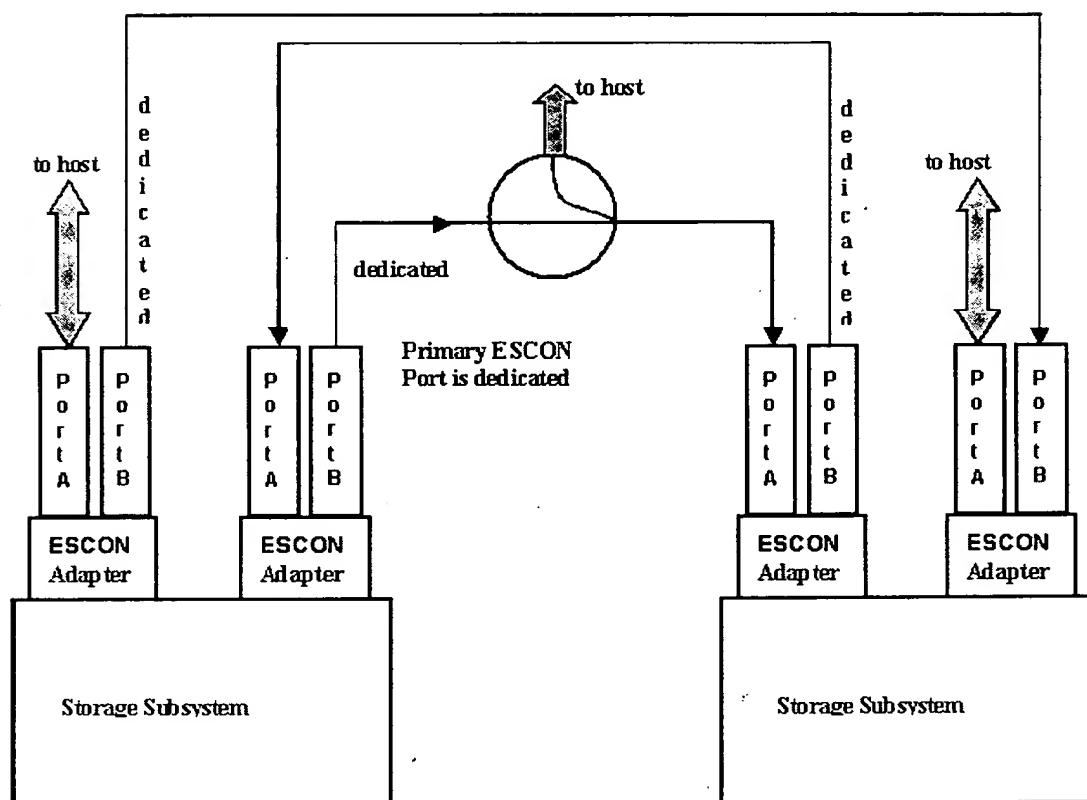 dedicated
to host
dedicated
to host
to host
dedicated
Primary ESCON
Port is dedicated
Port A
Port B
Port A
Port B
Port A
Port B
Port A
Port B
ESCON
Adapter
ESCON
Adapter
ESCON
Adapter
ESCON
Adapter
Storage Subsystem
Storage Subsystem